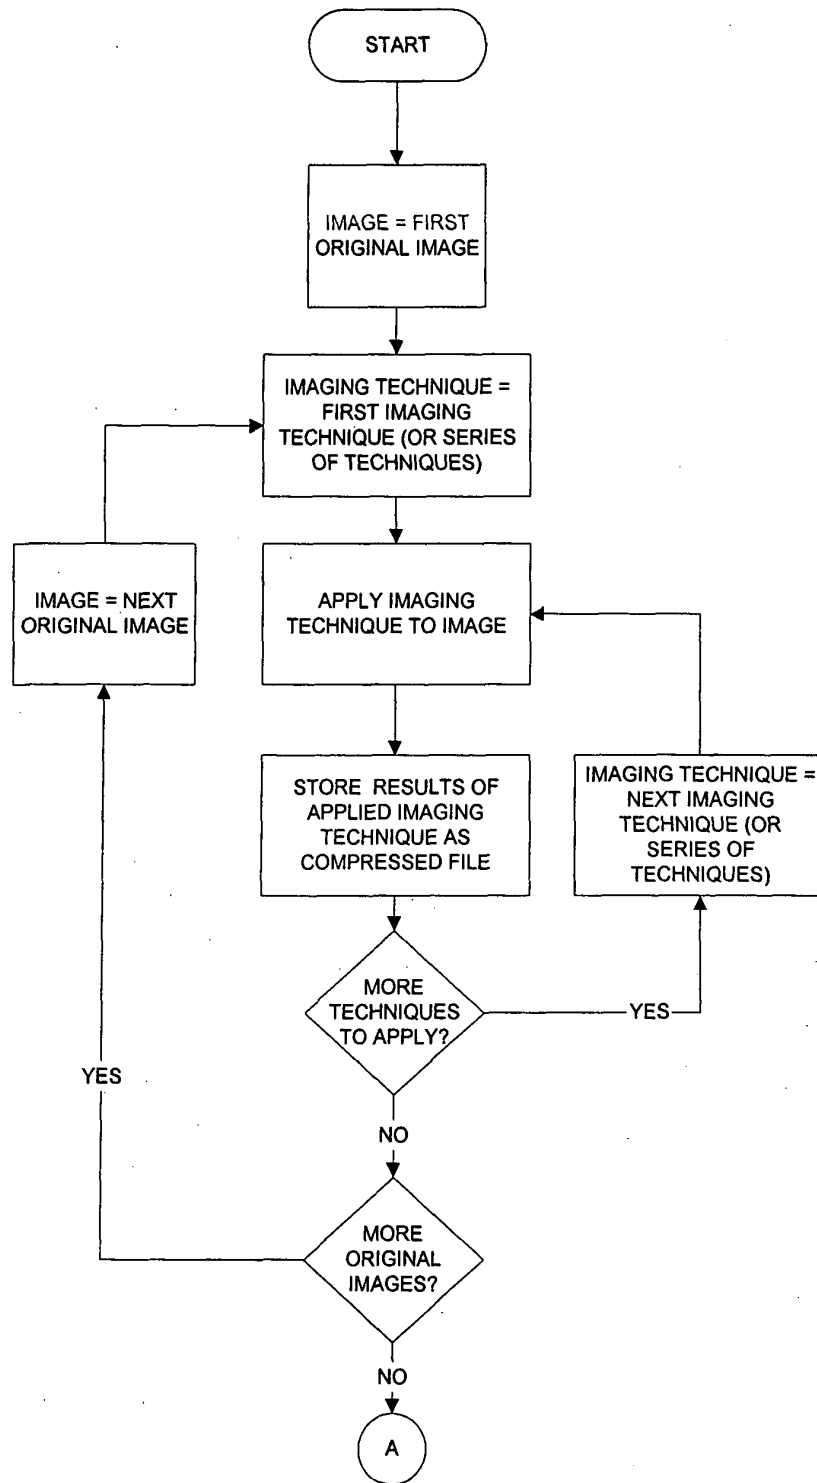 START
IMAGE = FIRST
ORIGINAL IMAGE
IMAGING TECHNIQUE =
FIRST IMAGING
TECHNIQUE (OR SERIES
OF TECHNIQUES)
IMAGE = NEXT
ORIGINAL IMAGE
APPLY IMAGING
TECHNIQUE TO IMAGE
STORE RESULTS OF
APPLIED IMAGING
TECHNIQUE AS
COMPRESSED FILE
IMAGING TECHNIQUE =
NEXT IMAGING
TECHNIQUE (OR
SERIES OF
TECHNIQUES)
MORE
TECHNIQUES
TO APPLY?
YES
YES
NO
MORE
ORIGINAL
IMAGES?
NO
A